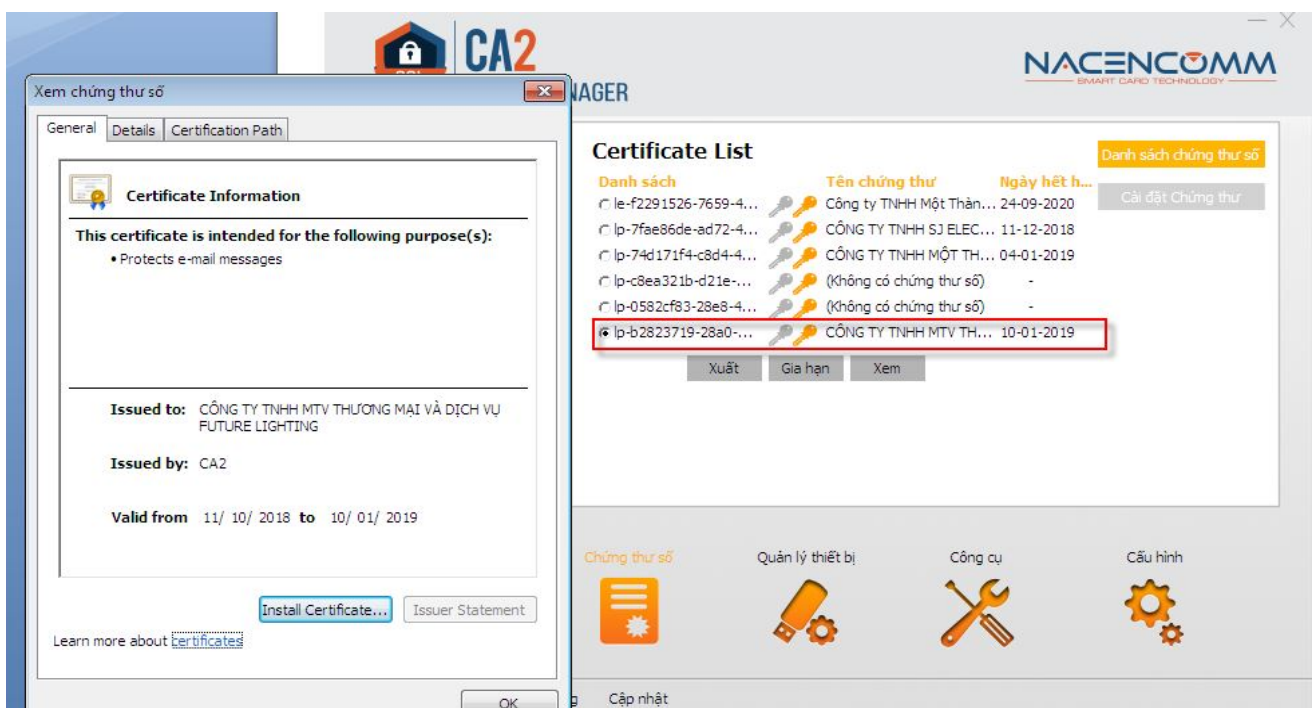 CA2
NACENCOMM
SMART CARD TECHNOLOGY
NAGER
Xem chứng thư số
General Details Certification Path
Certificate Information
This certificate is intended for the following purpose(s):
• Protects e-mail messages
Issued to: CÔNG TY TNHH MTV THƯƠNG MẠI VÀ DỊCH VỤ
FUTURE LIGHTING
Issued by: CA2
Valid from 11/ 10/ 2018 to 10/ 01/ 2019
Install Certificate... Issuer Statement
Learn more about certificates
OK
Certificate List
Danh sách chứng thư số
Cài đặt Chứng thư
Danh sách Tên chứng thư Ngày hết h...
le-f2291526-7659-4... Công ty TNHH Một Thàn... 24-09-2020
lp-7fae86de-ad72-4... CÔNG TY TNHH SJ ELEC... 11-12-2018
lp-74d171f4-c8d4-4... CÔNG TY TNHH MỘT TH... 04-01-2019
lp-c8ea321b-d21e-... (Không có chứng thư số) -
lp-0582cf83-28e8-4... (Không có chứng thư số) -
lp-b2823719-28a0-... CÔNG TY TNHH MTV TH... 10-01-2019
Xuất Gia hạn Xem
Chứng thư số Quản lý thiết bị Công cụ Cấu hình
g Cập nhật